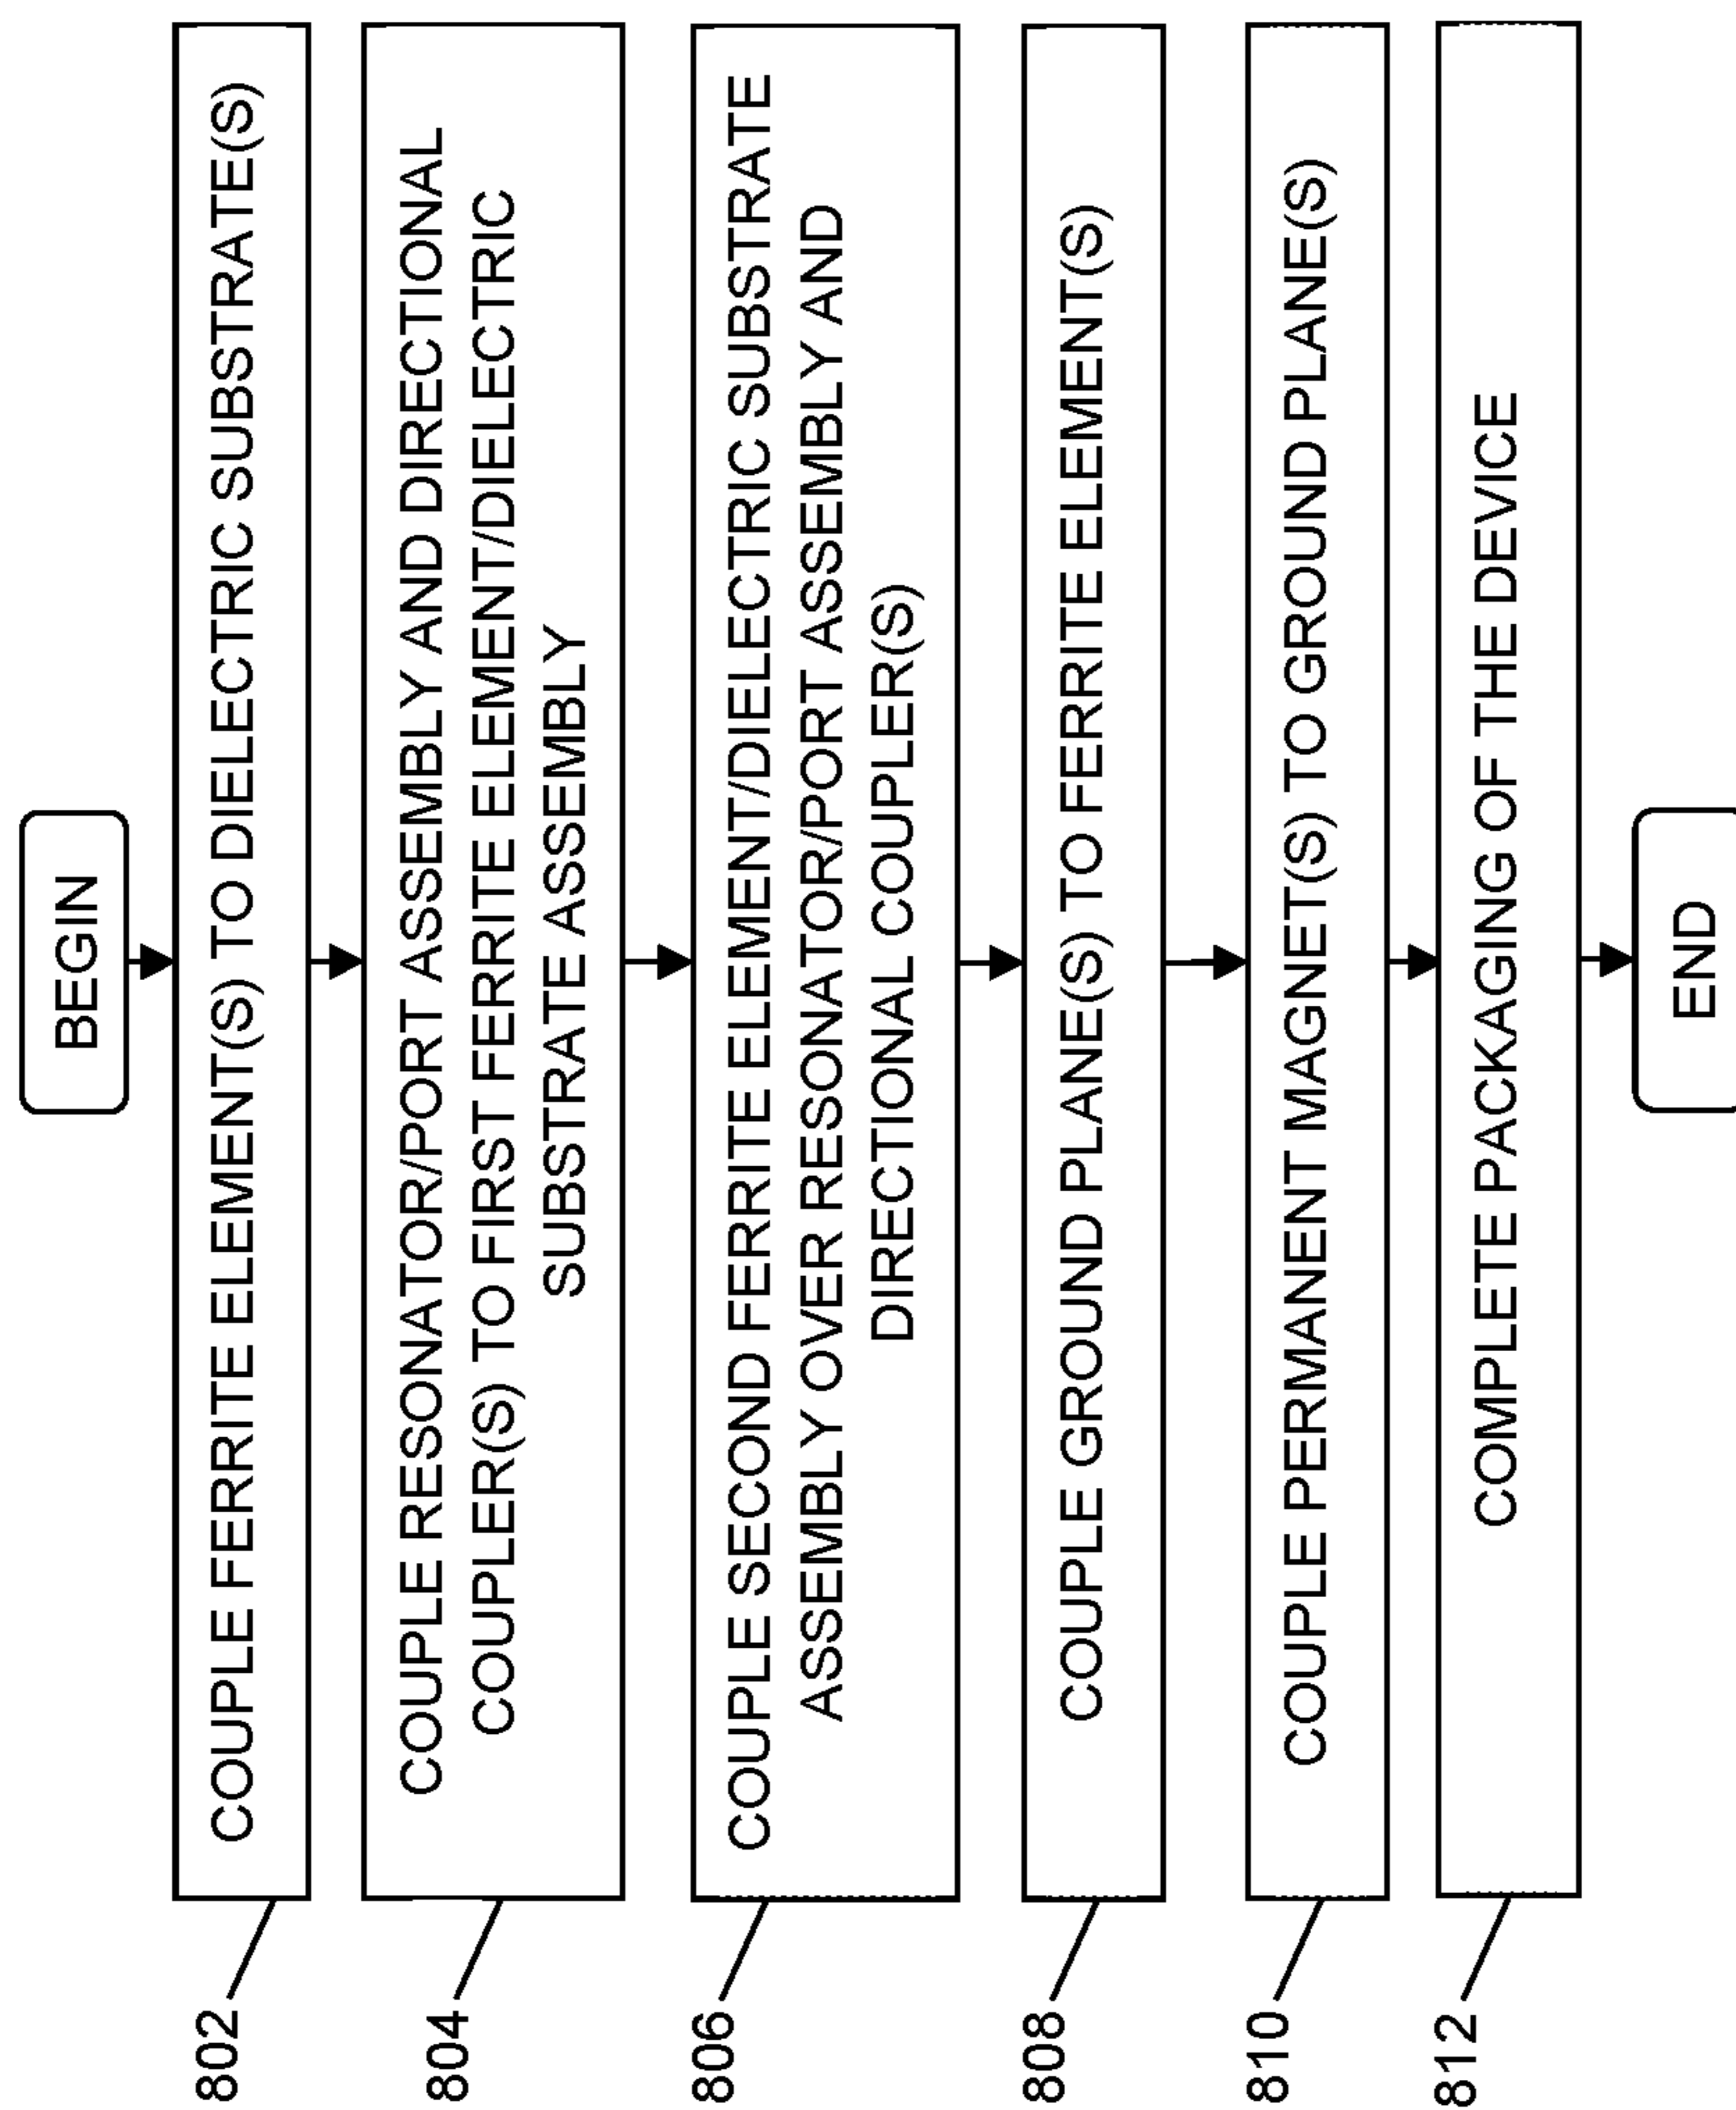 BEGIN
802
COUPLE FERRITE ELEMENT(S) TO DIELECTRIC SUBSTRATE(S)
804
COUPLE RESONATOR/PORT ASSEMBLY AND DIRECTIONAL
COUPLER(S) TO FIRST FERRITE ELEMENT/DIELECTRIC
SUBSTRATE ASSEMBLY
806
COUPLE SECOND FERRITE ELEMENT/DIELECTRIC SUBSTRATE
ASSEMBLY OVER RESONATOR/PORT ASSEMBLY AND
DIRECTIONAL COUPLER(S)
808
COUPLE GROUND PLANE(S) TO FERRITE ELEMENT(S)
810
COUPLE PERMANENT MAGNET(S) TO GROUND PLANE(S)
812
COMPLETE PACKAGING OF THE DEVICE
END